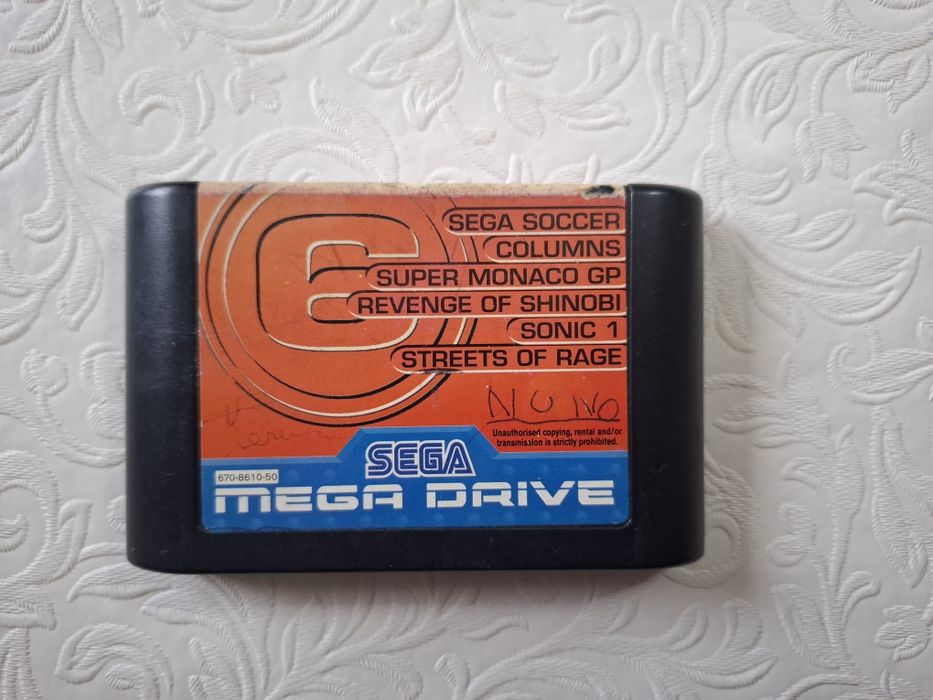 6
SEGA SOCCER
COLUMNS
SUPER MONACO GP
REVENGE OF SHINOBI
SONIC 1
STREETS OF RAGE
NUNO
Unauthorised copying, rental and/or
transmission is strictly prohibited.
SEGA
670-8610-50
MEGA DRIVE